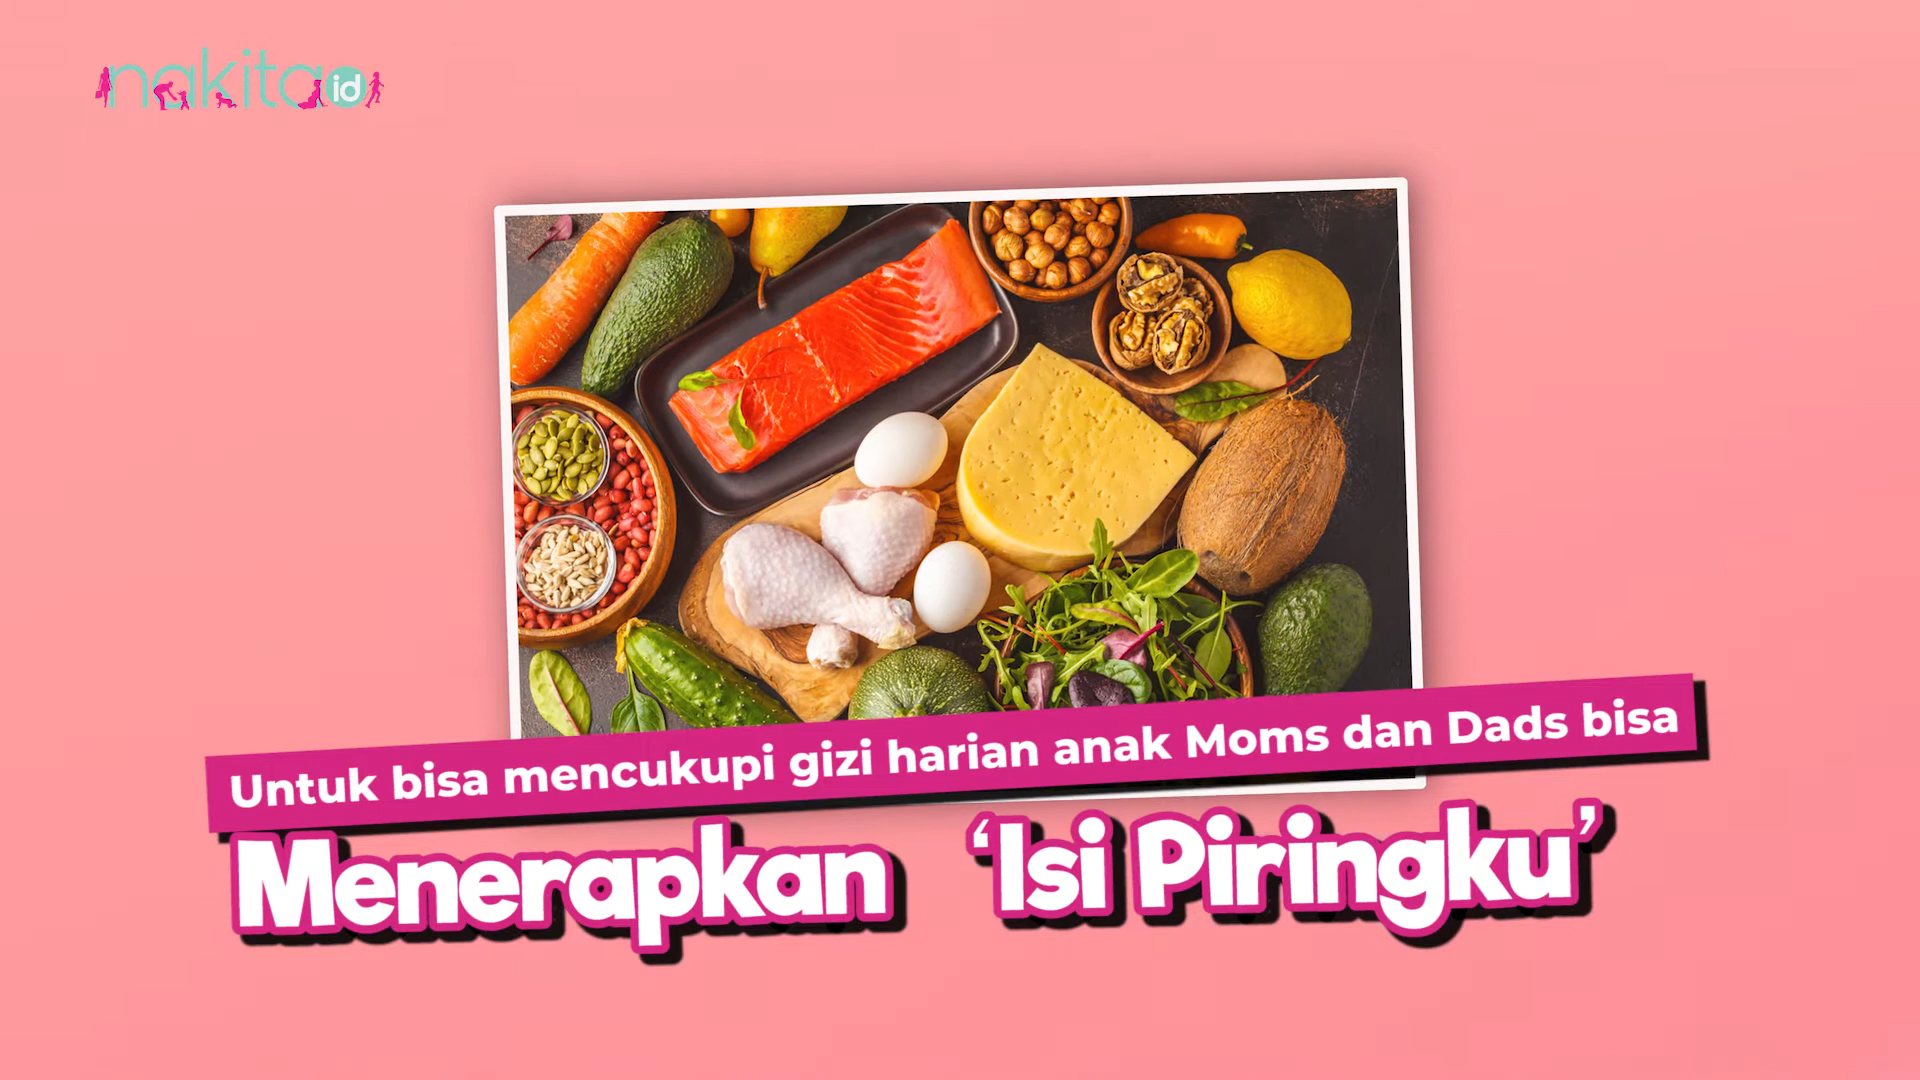 nakita id
Untuk bisa mencukupi gizi harian anak Moms dan Dads bisa
Menerapkan 'Isi Piringku'